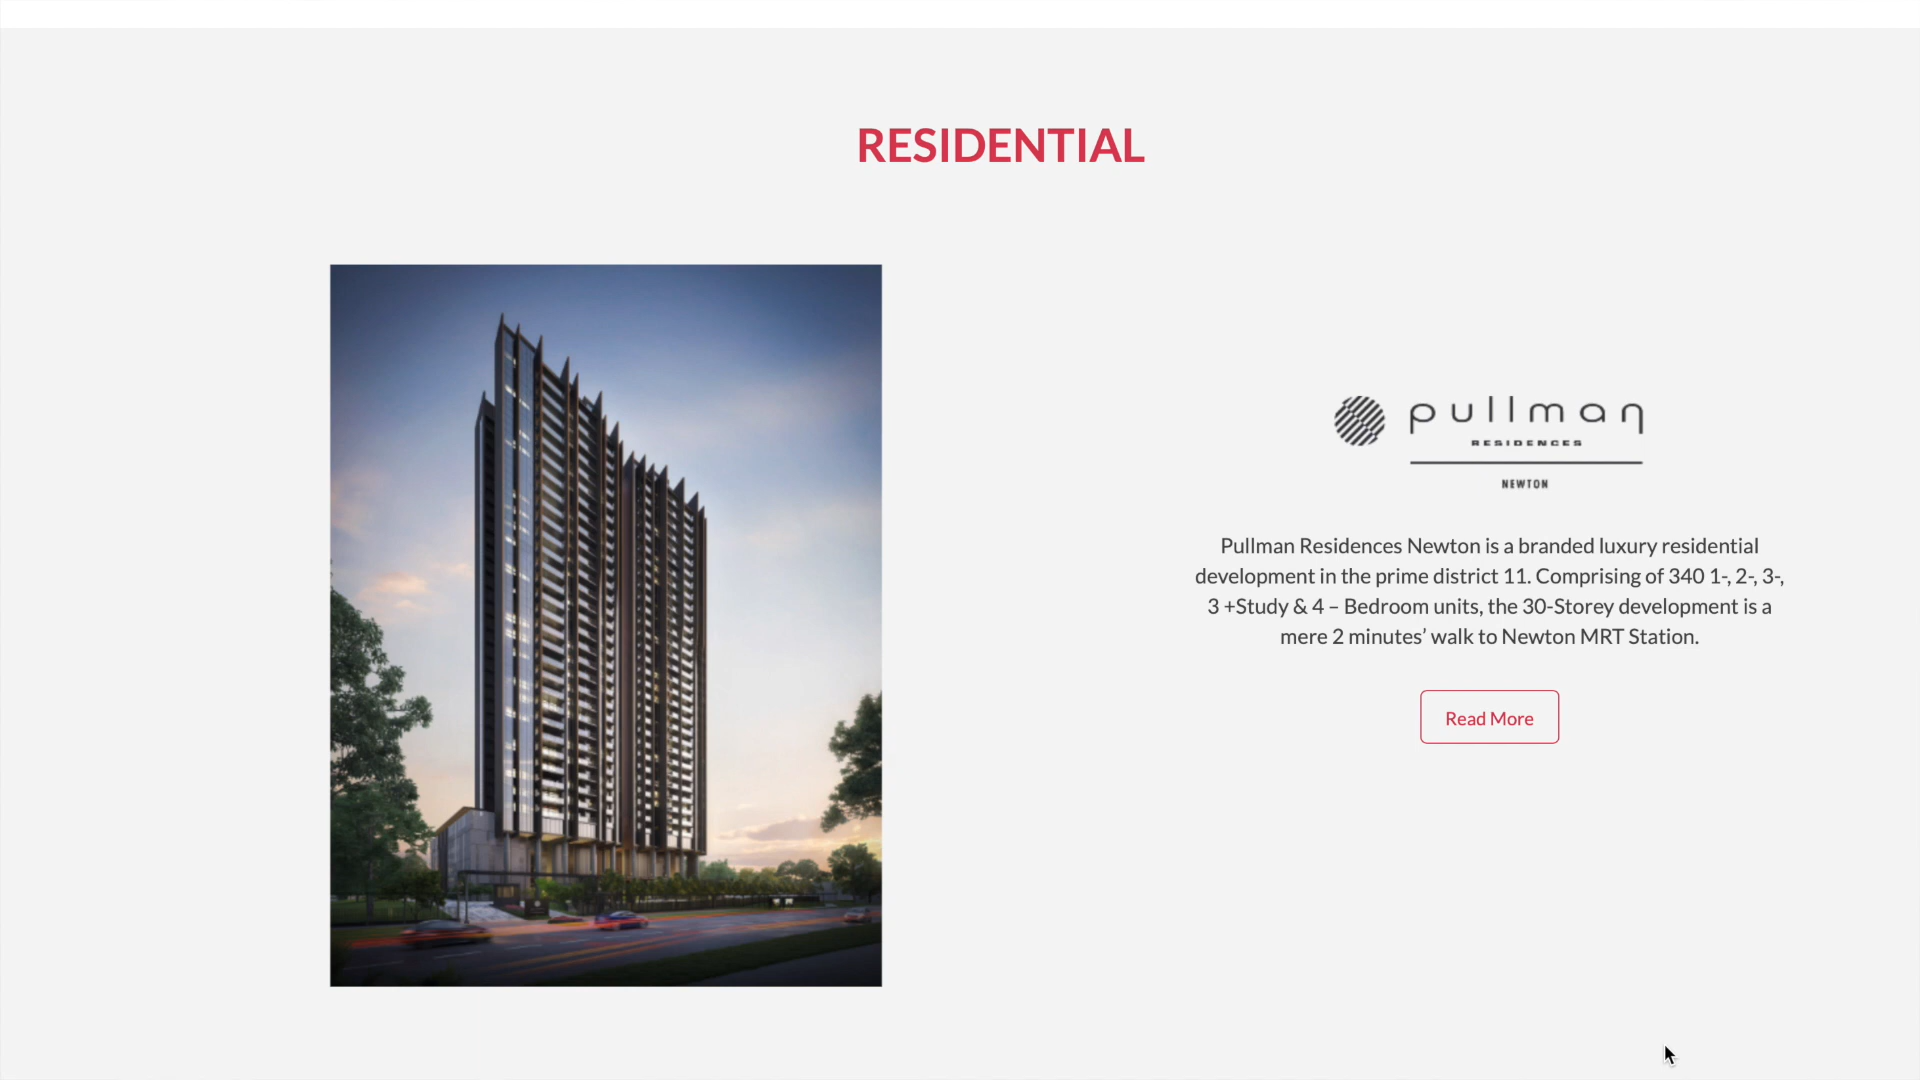 RESIDENTIAL
pullman
RESIDENCES
NEWTON
Pullman Residences Newton is a branded luxury residential
development in the prime district 11. Comprising of 340 1-, 2-, 3-,
3 +Study & 4 – Bedroom units, the 30-Storey development is a
mere 2 minutes’ walk to Newton MRT Station.
Read More